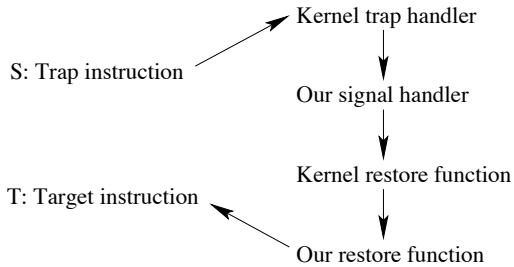 Kernel trap handler
S: Trap instruction
Our signal handler
Kernel restore function
T: Target instruction
Our restore function